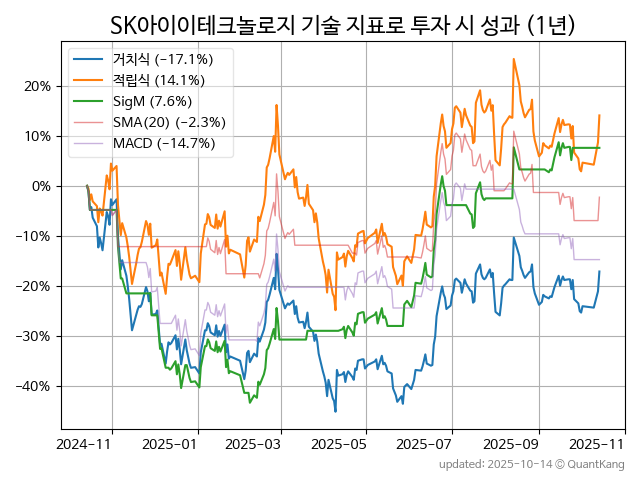 SK아이이테크놀로지 기술 지표로 투자 시 성과 (1년)
거치식 (−17.1%)
적립식 (14.1%)
SigM (7.6%)
SMA(20) (−2.3%)
MACD (−14.7%)
20%
10%
0%
−10%
−20%
−30%
−40%
2024-11 2025-01 2025-03 2025-05 2025-07 2025-09 2025-11
updated: 2025-10-14 © QuantKang